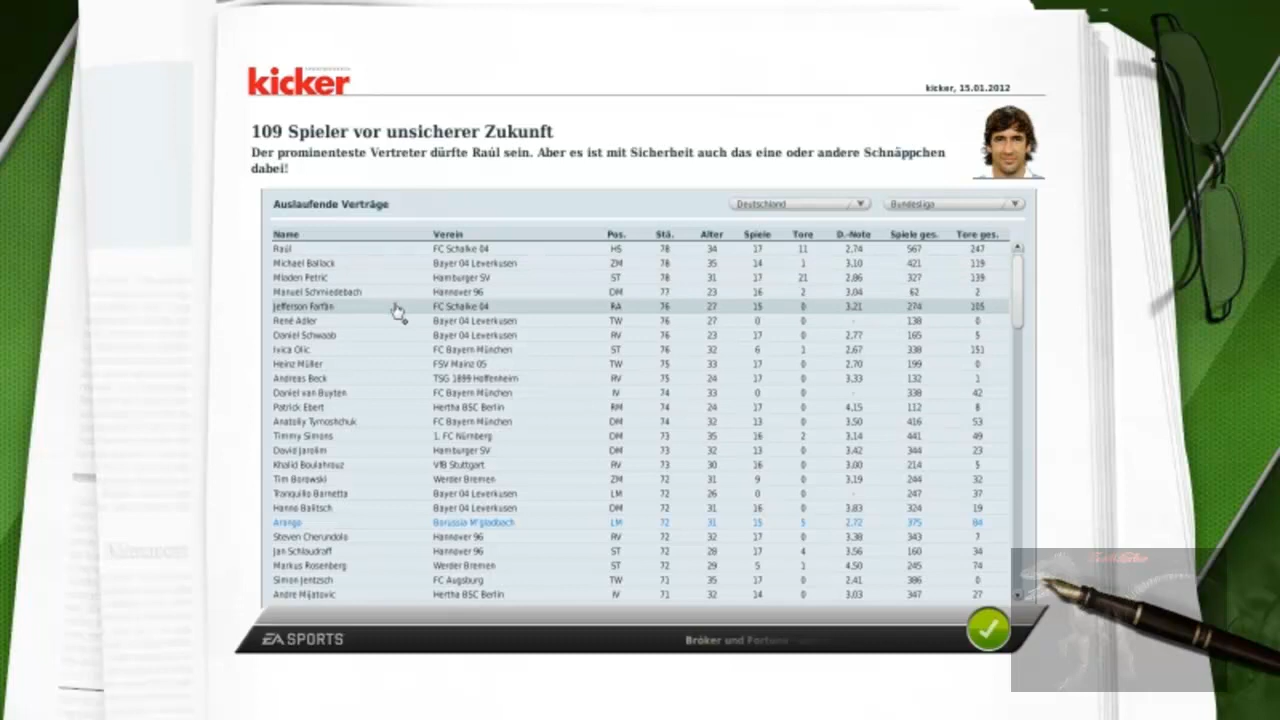 kicker
kicker, 15.01.2012
109 Spieler vor unsicherer Zukunft
Der prominenteste Vertreter dürfte Raúl sein. Aber es ist mit Sicherheit auch das eine oder andere Schnäppchen
dabei!
Auslaufende Verträge Deutschland Bundesliga
Name Verein Pos. Stä. Alter Spiele Tore D.-Note Spiele ges. Tore ges.
Raúl FC Schalke 04 HS 78 34 17 11 2,74 567 247
Michael Ballack Bayer 04 Leverkusen ZM 78 35 14 1 3,10 421 119
Mladen Petric Hamburger SV ST 78 31 17 21 2,86 327 139
Manuel Schmiedebach Hannover 96 DM 77 23 16 2 3,04 62 2
Jefferson Farfán FC Schalke 04 RA 76 27 15 0 3,21 274 105
René Adler Bayer 04 Leverkusen TW 76 27 0 0 - 138 0
Daniel Schwaab Bayer 04 Leverkusen RV 76 23 17 0 2,77 165 5
Ivica Olic FC Bayern München ST 76 32 6 1 2,67 338 151
Heinz Müller FSV Mainz 05 TW 75 33 17 0 2,70 199 0
Andreas Beck TSG 1899 Hoffenheim RV 75 24 17 0 3,33 132 1
Daniel van Buyten FC Bayern München IV 74 33 0 0 - 338 42
Patrick Ebert Hertha BSC Berlin RM 74 24 17 0 4,15 112 8
Anatoliy Tymoshchuk FC Bayern München DM 74 32 13 0 3,50 416 53
Timmy Simons 1. FC Nürnberg DM 73 35 16 2 3,14 441 49
David Jarolim Hamburger SV DM 73 32 13 0 3,42 344 23
Khalid Boulahrouz VfB Stuttgart RV 73 30 16 0 3,00 214 5
Tim Borowski Werder Bremen ZM 72 31 9 0 3,19 244 32
Tranquillo Barnetta Bayer 04 Leverkusen LM 72 26 0 0 - 247 37
Hanno Balitsch Bayer 04 Leverkusen DM 72 31 16 0 3,83 324 19
Arango Borussia M'gladbach LM 72 31 15 5 2,72 375 84
Steven Cherundolo Hannover 96 RV 72 32 17 0 3,38 343 7
Jan Schlaudraff Hannover 96 ST 72 28 17 4 3,56 160 34
Markus Rosenberg Werder Bremen ST 72 29 5 1 4,50 245 74
Simon Jentzsch FC Augsburg TW 71 35 17 0 2,41 386 0
Andre Mijatovic Hertha BSC Berlin IV 71 32 14 0 3,03 347 27
EA SPORTS Bröker und Fortuna